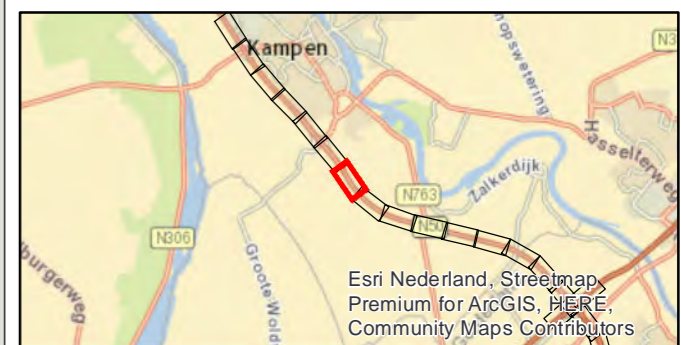 Kampen
N3
opswetering
Hasselterweg
Zalkerdijk
N763
N50
N306
Groote Wold
burgerweg
Esri Nederland, Streetmap
Premium for ArcGIS, HERE,
Community Maps Contributors